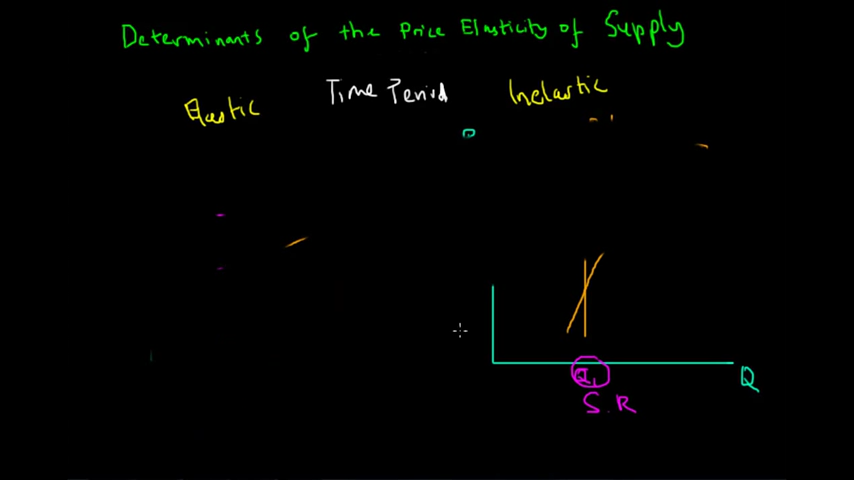 Determinants of the Price Elasticity of Supply
Elastic Time Period Inelastic
Q
Q1
S.R